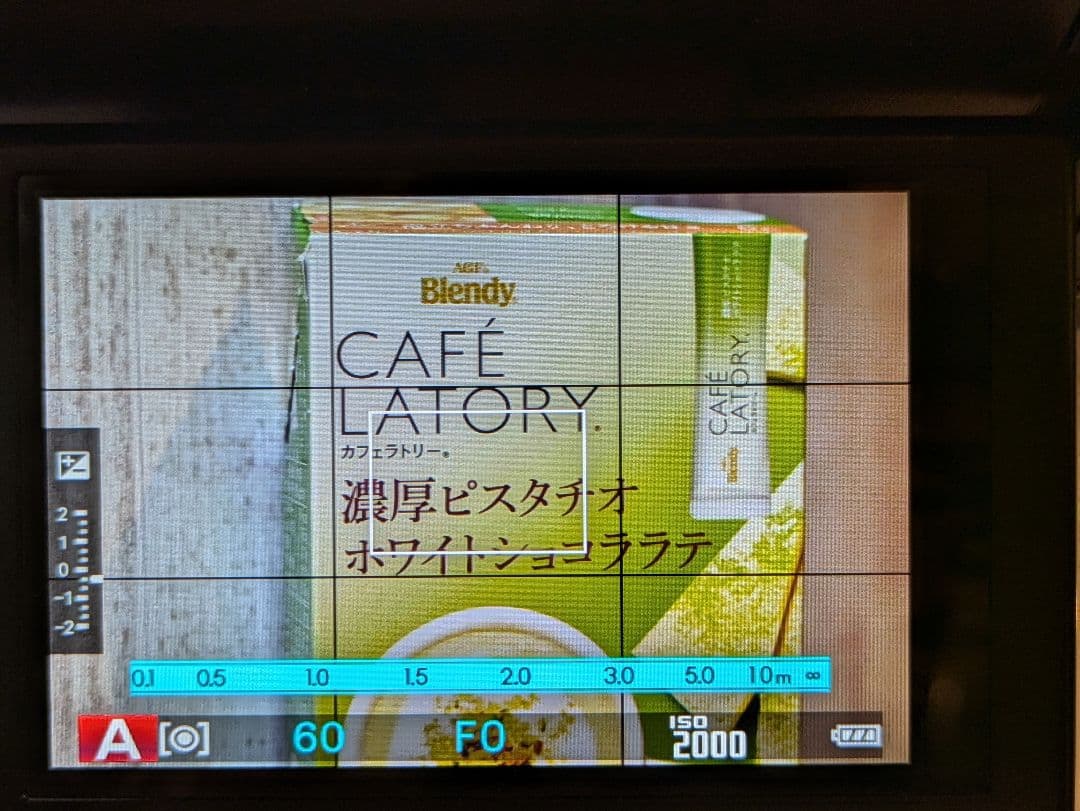 AGF
Blendy
CAFÉ
LATORY.
カフェラトリー。
濃厚ピスタチオ
ホワイトショコララテ
CAFÉ
LATORY.
Blendy
2
1
0
-1
-2
0.1 0.5 1.0 1.5 2.0 3.0 5.0 10m ∞
A 60 F0 ISO 2000